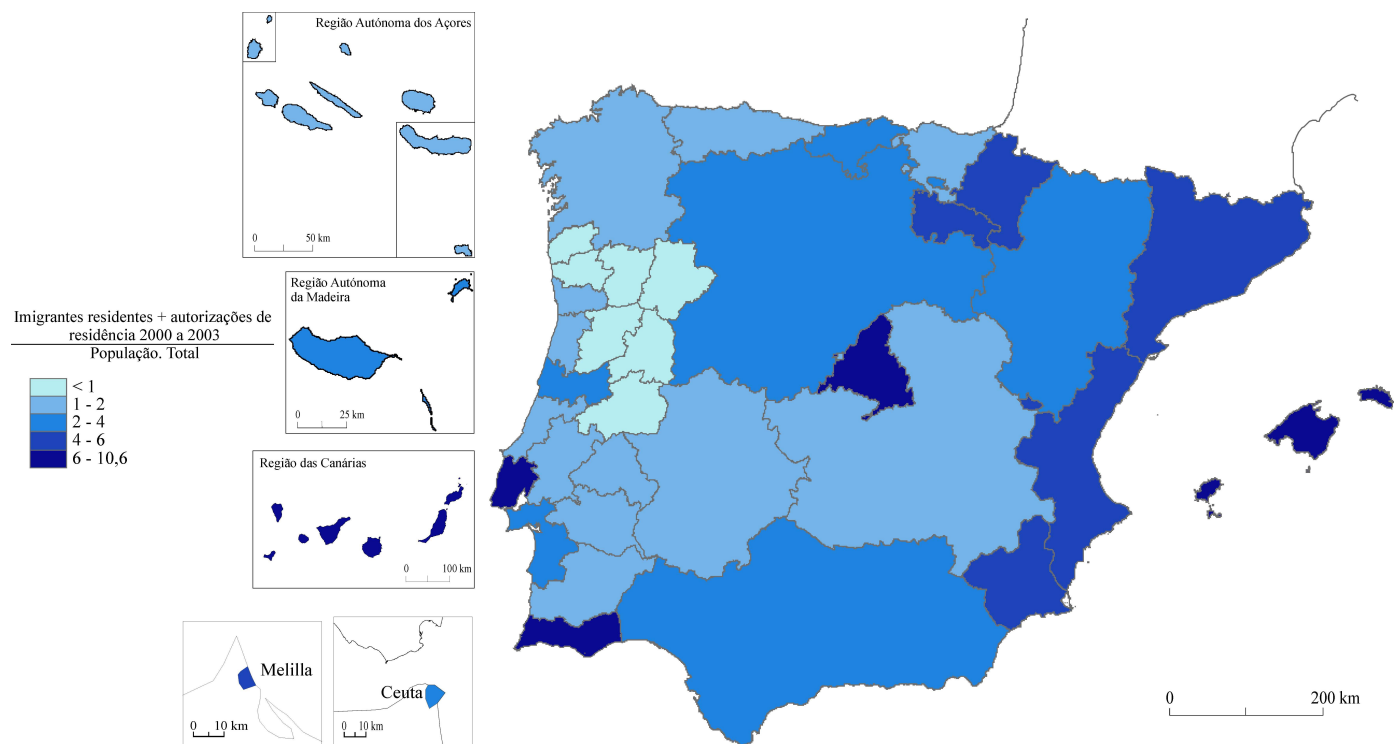 Região Autónoma dos Açores
0 50 km
Região Autónoma
da Madeira
0 25 km
Imigrantes residentes + autorizações de
residência 2000 a 2003
População. Total
< 1
1 - 2
2 - 4
4 - 6
6 - 10,6
Região das Canárias
0 100 km
Melilla
0 10 km
Ceuta
0 10 km
0 200 km